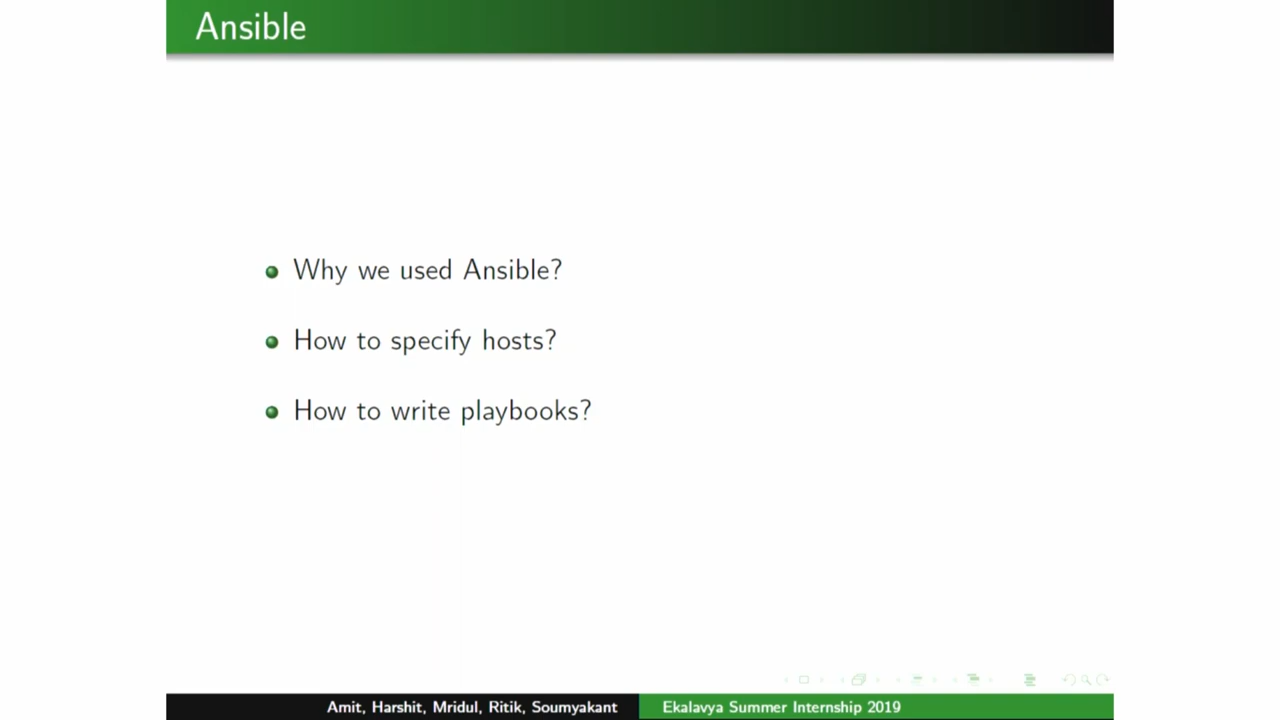 Ansible
Why we used Ansible?
How to specify hosts?
How to write playbooks?
Amit, Harshit, Mridul, Ritik, Soumyakant
Ekalavya Summer Internship 2019